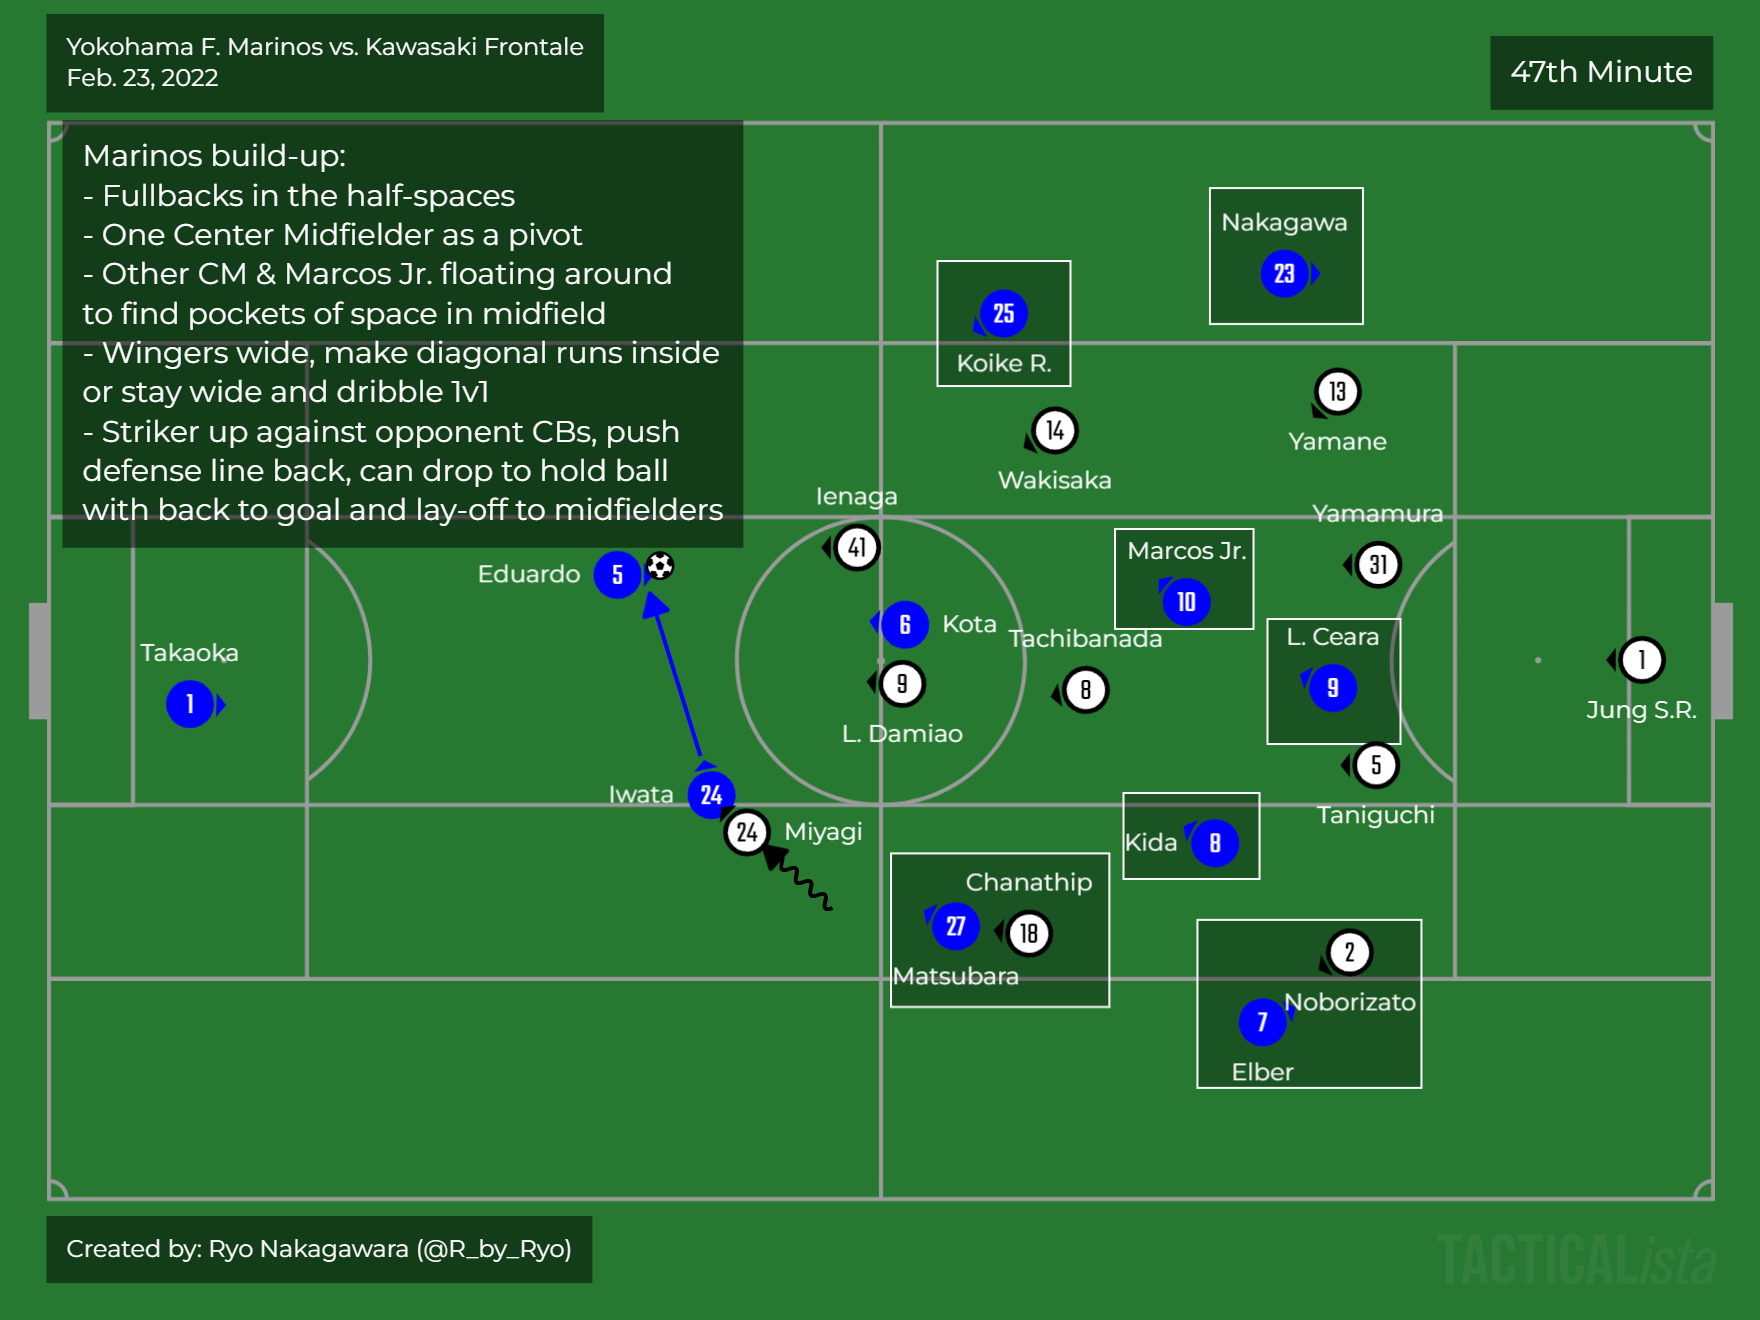 Yokohama F. Marinos vs. Kawasaki Frontale
Feb. 23, 2022
47th Minute
Marinos build-up:
- Fullbacks in the half-spaces
- One Center Midfielder as a pivot
- Other CM & Marcos Jr. floating around
to find pockets of space in midfield
- Wingers wide, make diagonal runs inside
or stay wide and dribble 1v1
- Striker up against opponent CBs, push
defense line back, can drop to hold ball
with back to goal and lay-off to midfielders
Nakagawa
23
25
Koike R.
13
Yamane
14
Wakisaka
Ienaga
41
Yamamura
31
Marcos Jr.
10
Eduardo
5
6
Kota
Tachibanada
8
L. Ceara
9
Takaoka
1
9
L. Damiao
1
Jung S.R.
5
Taniguchi
Iwata
24
24
Miyagi
Kida
8
Chanathip
27
18
Matsubara
2
Noborizato
7
Elber
Created by: Ryo Nakagawara (@R_by_Ryo)
TACTICALista